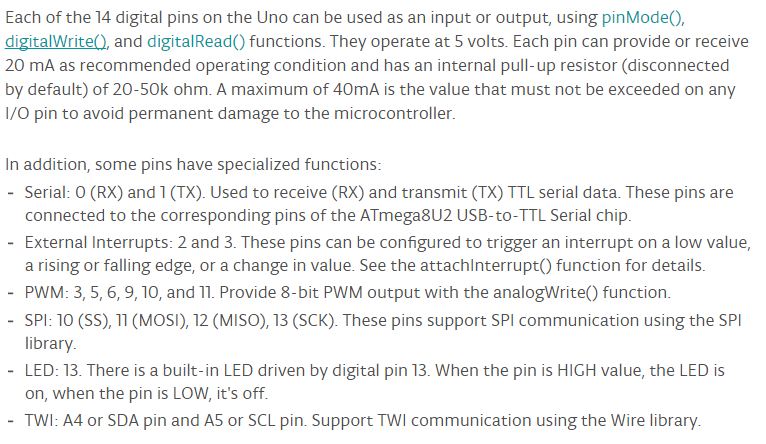 Each of the 14 digital pins on the Uno can be used as an input or output, using pinMode(),
digitalWrite(), and digitalRead() functions. They operate at 5 volts. Each pin can provide or receive
20 mA as recommended operating condition and has an internal pull-up resistor (disconnected
by default) of 20-50k ohm. A maximum of 40mA is the value that must not be exceeded on any
I/O pin to avoid permanent damage to the microcontroller.
In addition, some pins have specialized functions:
- Serial: 0 (RX) and 1 (TX). Used to receive (RX) and transmit (TX) TTL serial data. These pins are
connected to the corresponding pins of the ATmega8U2 USB-to-TTL Serial chip.
- External Interrupts: 2 and 3. These pins can be configured to trigger an interrupt on a low value,
a rising or falling edge, or a change in value. See the attachInterrupt() function for details.
- PWM: 3, 5, 6, 9, 10, and 11. Provide 8-bit PWM output with the analogWrite() function.
- SPI: 10 (SS), 11 (MOSI), 12 (MISO), 13 (SCK). These pins support SPI communication using the SPI
library.
- LED: 13. There is a built-in LED driven by digital pin 13. When the pin is HIGH value, the LED is
on, when the pin is LOW, it's off.
- TWI: A4 or SDA pin and A5 or SCL pin. Support TWI communication using the Wire library.